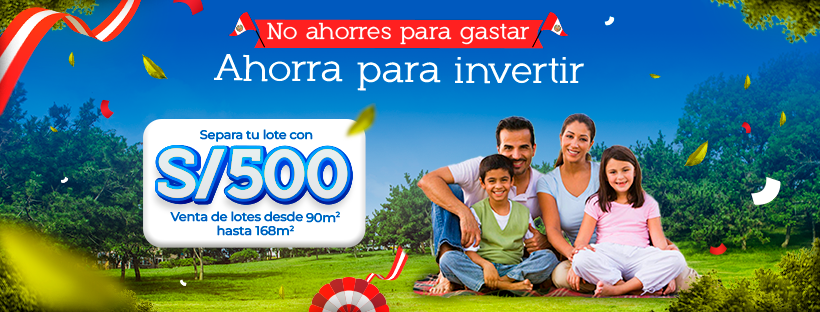 No ahorres para gastar
Ahorra para invertir
Separa tu lote con
S/500
Venta de lotes desde 90m²
hasta 168m²